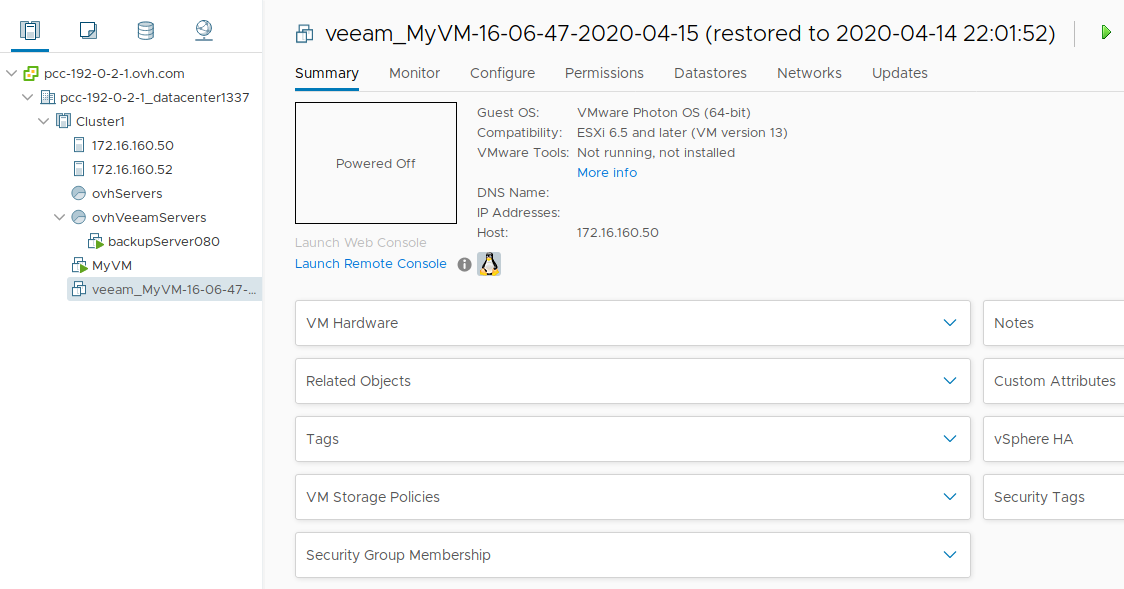 pcc-192-0-2-1.ovh.com
pcc-192-0-2-1_datacenter1337
Cluster1
172.16.160.50
172.16.160.52
ovhServers
ovhVeeamServers
backupServer080
MyVM
veeam_MyVM-16-06-47-...
veeam_MyVM-16-06-47-2020-04-15 (restored to 2020-04-14 22:01:52)
Summary Monitor Configure Permissions Datastores Networks Updates
Powered Off
Launch Web Console
Launch Remote Console
Guest OS: VMware Photon OS (64-bit)
Compatibility: ESXi 6.5 and later (VM version 13)
VMware Tools: Not running, not installed
More info
DNS Name:
IP Addresses:
Host: 172.16.160.50
VM Hardware
Related Objects
Tags
VM Storage Policies
Security Group Membership
Notes
Custom Attributes
vSphere HA
Security Tags